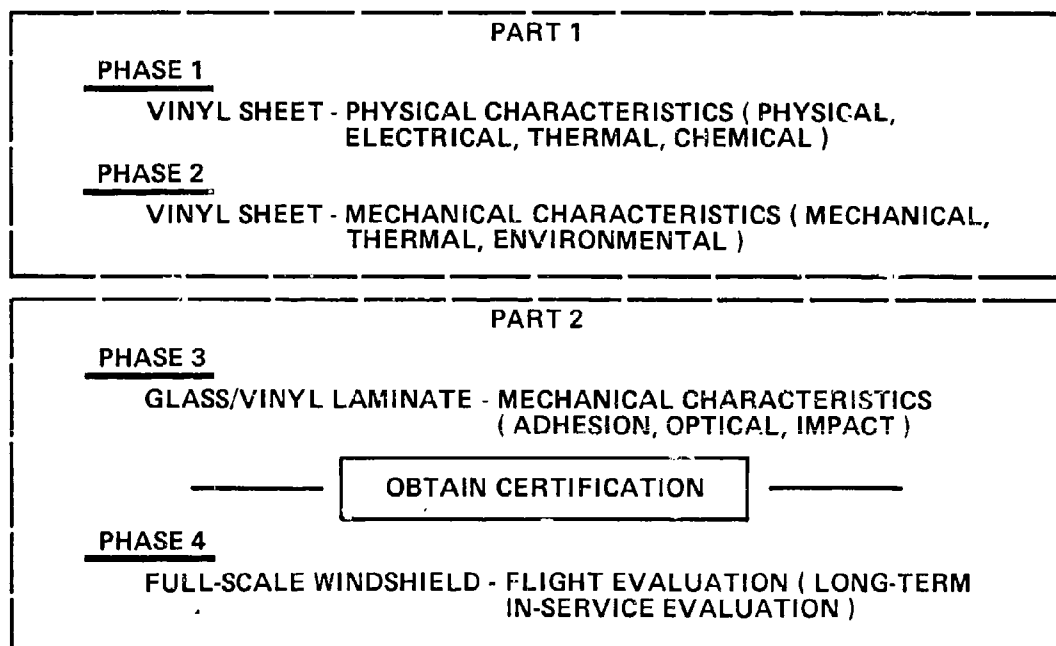 PART 1
PHASE 1
VINYL SHEET - PHYSICAL CHARACTERISTICS ( PHYSICAL,
ELECTRICAL, THERMAL, CHEMICAL )
PHASE 2
VINYL SHEET - MECHANICAL CHARACTERISTICS ( MECHANICAL,
THERMAL, ENVIRONMENTAL )
PART 2
PHASE 3
GLASS/VINYL LAMINATE - MECHANICAL CHARACTERISTICS
( ADHESION, OPTICAL, IMPACT )
OBTAIN CERTIFICATION
PHASE 4
FULL-SCALE WINDSHIELD - FLIGHT EVALUATION ( LONG-TERM
IN-SERVICE EVALUATION )